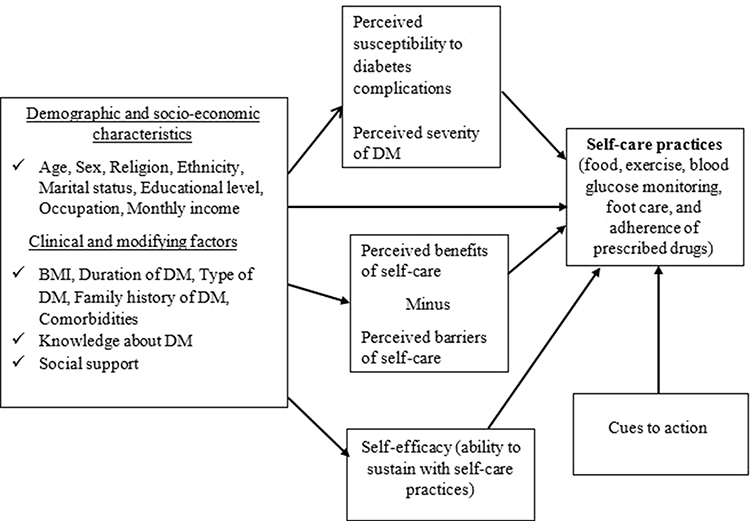 Demographic and socio-economic
characteristics
✓ Age, Sex, Religion, Ethnicity,
Marital status, Educational level,
Occupation, Monthly income
Clinical and modifying factors
✓ BMI, Duration of DM, Type of
DM, Family history of DM,
Comorbidities
✓ Knowledge about DM
✓ Social support
Perceived
susceptibility to
diabetes
complications
Perceived severity
of DM
Perceived benefits
of self-care
Minus
Perceived barriers
of self-care
Self-efficacy (ability to
sustain with self-care
practices)
Self-care practices
(food, exercise, blood
glucose monitoring,
foot care, and
adherence of
prescribed drugs)
Cues to action